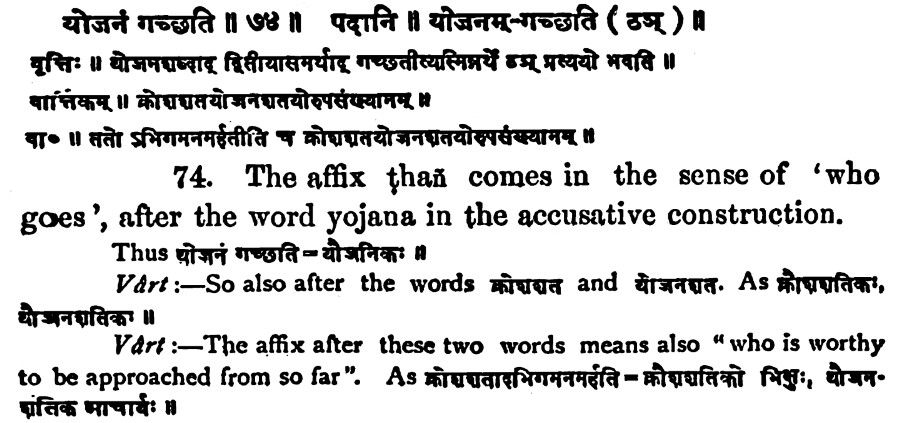 योजनं गच्छति ॥ ७४ ॥ पदानि ॥ योजनम्-गच्छति ( ठञ् ) ॥
वृत्तिः ॥ योजनशब्दाद् द्वितीयासमर्थाद् गच्छतीत्यस्मिन्नर्थे ठञ् प्रत्ययो भवति ॥
वार्त्तिकम् ॥ क्रोशशतयोजनशतयोरुपसंख्यानम् ॥
वा० ॥ ततो ऽभिगमनमर्हतीति च क्रोशशतयोजनशतयोरुपसंख्यानम् ॥
74. The affix ṭhañ comes in the sense of ‘who
goes’, after the word yojana in the accusative construction.
Thus योजनं गच्छति = यौजनिकः ॥
Vârt :—So also after the words क्रोशशत and योजनशत. As क्रौशशतिकः,
यौजनशतिकः ॥
Vârt :—The affix after these two words means also “who is worthy
to be approached from so far”. As क्रोशशतादभिगमनमर्हति = क्रौशशतिको भिक्षुः, यौजन-
शतिक आचार्यः ॥